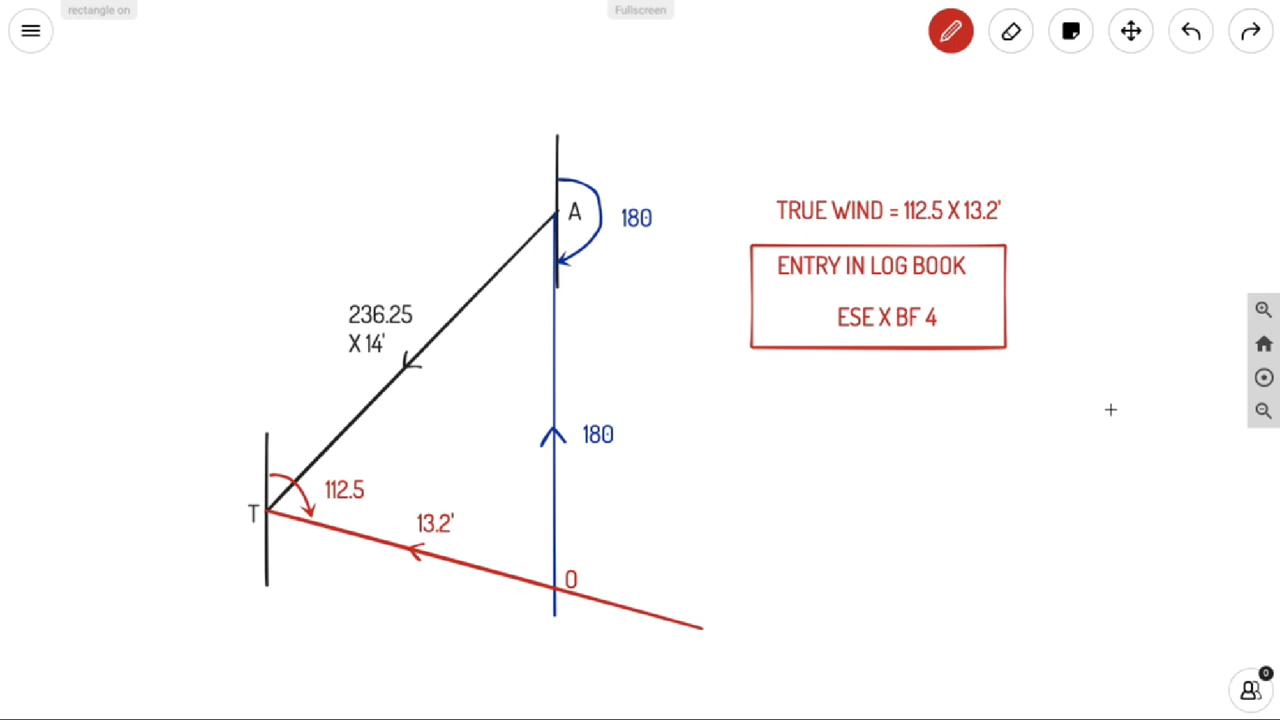 rectangle on
Fullscreen
A
180
TRUE WIND = 112.5 X 13.2'
ENTRY IN LOG BOOK
ESE X BF 4
236.25
X 14'
180
T
112.5
13.2'
O
0